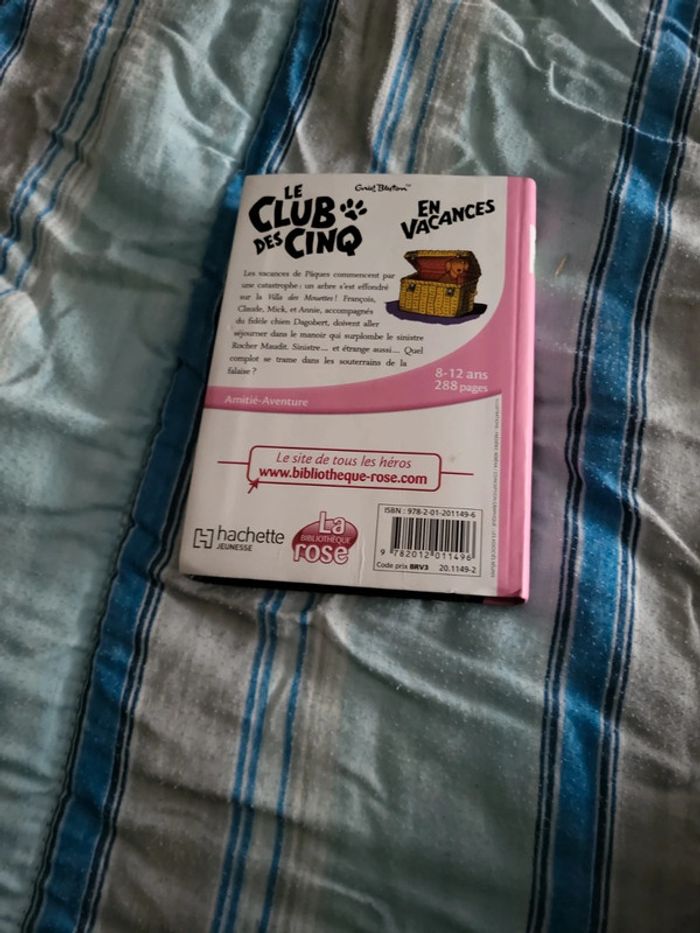 Enid Blyton™
LE
CLUB
DES CINQ
EN
VACANCES
Les vacances de Pâques commencent par
une catastrophe : un arbre s'est effondré
sur la Villa des Mouettes ! François,
Claude, Mick, et Annie, accompagnés
du fidèle chien Dagobert, doivent aller
séjourner dans le manoir qui surplombe le sinistre
Rocher Maudit. Sinistre... et étrange aussi... Quel
complot se trame dans les souterrains de la
falaise ?
8-12 ans
288 pages
Amitié-Aventure
Le site de tous les héros
www.bibliotheque-rose.com
hachette
JEUNESSE
La
BIBLIOTHÈQUE
rose
ISBN : 978-2-01-201149-6
9 782012 011496
Code prix BRV3 20.1149-2